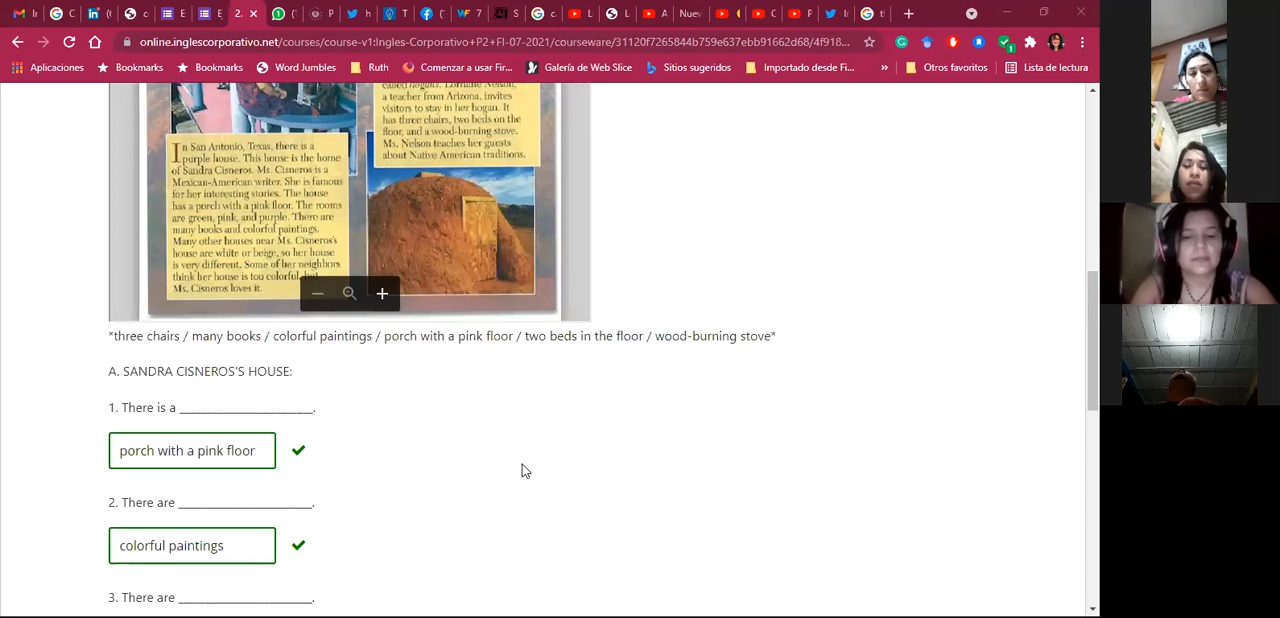 online.inglescorporativo.net/courses/course-v1:Ingles-Corporativo+P2+FI-07-2021/courseware/31120f7265844b759e637ebb91662d68/4f918...
Aplicaciones Bookmarks Bookmarks Word Jumbles Ruth Comenzar a usar Fir... Galería de Web Slice Sitios sugeridos Importado desde Fi... » Otros favoritos Lista de lectura
called hogans. Lorraine Nelson,
a teacher from Arizona, invites
visitors to stay in her hogan. It
has three chairs, two beds on the
floor, and a wood-burning stove.
Ms. Nelson teaches her guests
about Native American traditions.
In San Antonio, Texas, there is a
purple house. This house is the home
of Sandra Cisneros. Ms. Cisneros is a
Mexican-American writer. She is famous
for her interesting stories. The house
has a porch with a pink floor. The rooms
are green, pink, and purple. There are
many books and colorful paintings.
Many other houses near Ms. Cisneros's
house are white or beige, so her house
is very different. Some of her neighbors
think her house is too colorful, but
Ms. Cisneros loves it.
*three chairs / many books / colorful paintings / porch with a pink floor / two beds in the floor / wood-burning stove*
A. SANDRA CISNEROS'S HOUSE:
1. There is a ______________________.
porch with a pink floor
2. There are ______________________.
colorful paintings
3. There are ______________________.